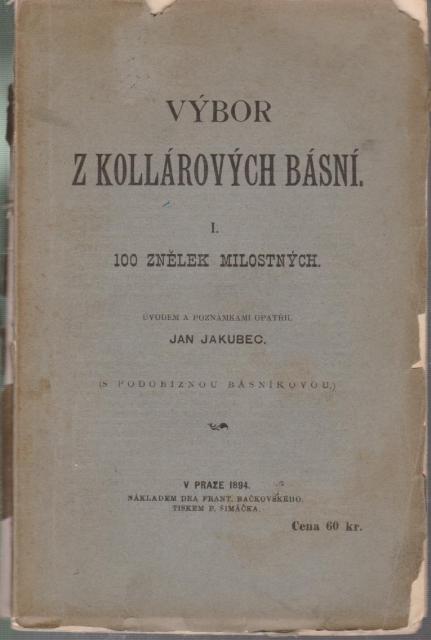 VÝBOR
Z KOLLÁROVÝCH BÁSNÍ.
I.
100 ZNĚLEK MILOSTNÝCH.
ÚVODEM A POZNÁMKAMI OPATŘIL
JAN JAKUBEC.
(S PODOBIZNOU BÁSNÍKOVOU.)
V PRAZE 1894.
NÁKLADEM DRA FRANT. BAČKOVSKÉHO.
TISKEM F. ŠIMÁČKA.
Cena 60 kr.